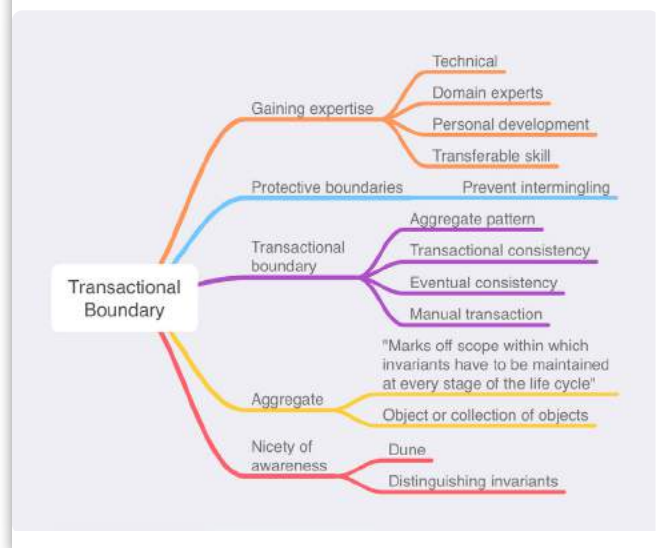 Technical
Domain experts
Gaining expertise
Personal development
Transferable skill
Protective boundaries
Prevent intermingling
Aggregate pattern
Transactional
boundary
Transactional consistency
Eventual consistency
Manual transaction
Transactional
Boundary
"Marks off scope within which
invariants have to be maintained
at every stage of the life cycle"
Aggregate
Object or collection of objects
Nicety of
awareness
Dune
Distinguishing invariants